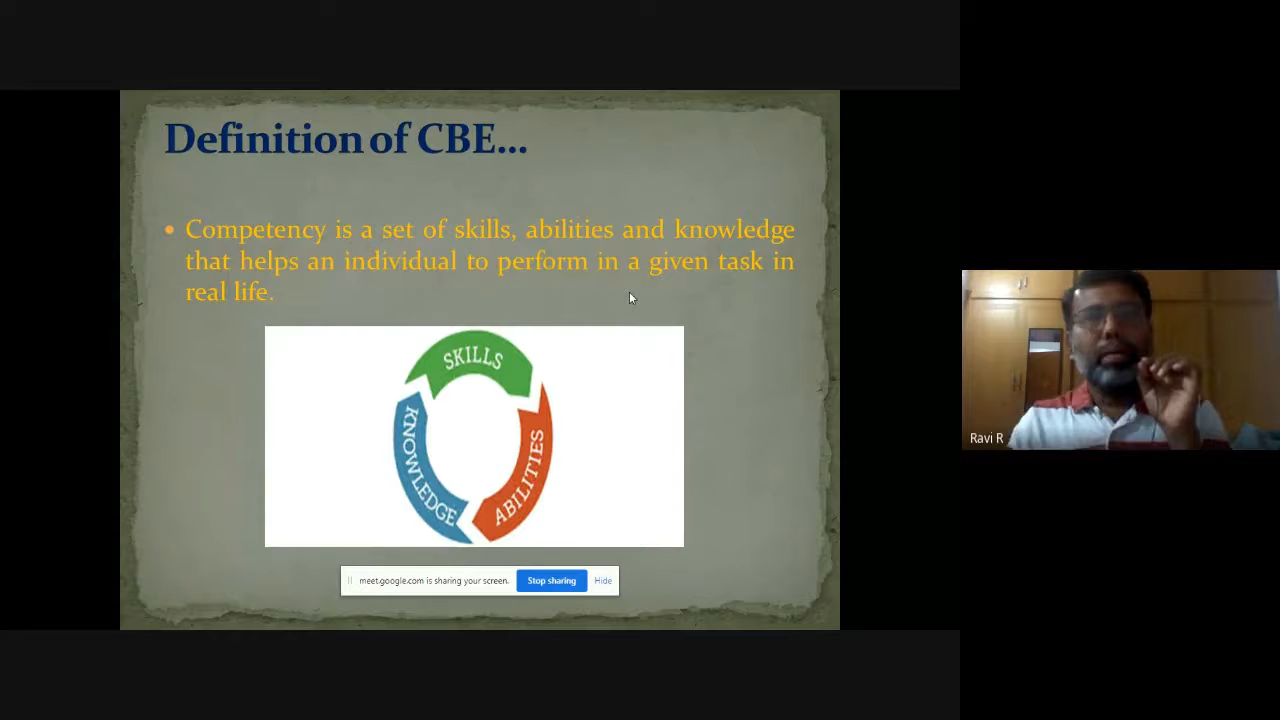 Definition of CBE...
• Competency is a set of skills, abilities and knowledge
that helps an individual to perform in a given task in
real life.
SKILLS
KNOWLEDGE
ABILITIES
meet.google.com is sharing your screen. Stop sharing Hide
Ravi R